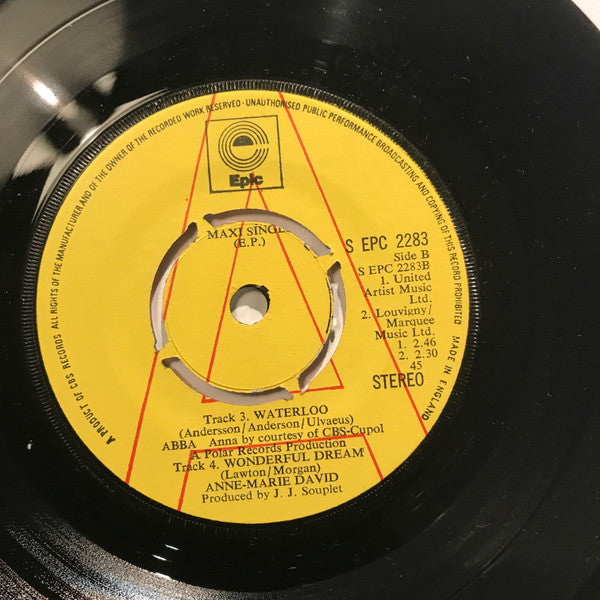 A PRODUCT OF CBS RECORDS ALL RIGHTS OF THE MANUFACTURER AND OF THE OWNER OF THE RECORDED WORK RESERVED · UNAUTHORISED PUBLIC PERFORMANCE BROADCASTING AND COPYING OF THIS RECORD PROHIBITED MADE IN ENGLAND
Epic
MAXI
(E.P.)
S EPC 2283
Side B
S EPC 2283B
1. United
Artist Music
Ltd.
2. Louvigny/
Marquee
Music Ltd.
1. 2.46
2. 2.30
45
STEREO
Track 3. WATERLOO
(Andersson/Anderson/Ulvaeus)
ABBA Anna by courtesy of CBS-Cupol
A Polar Records Production
Track 4. WONDERFUL DREAM
(Lawton/Morgan)
ANNE-MARIE DAVID
Produced by J. J. Souplet